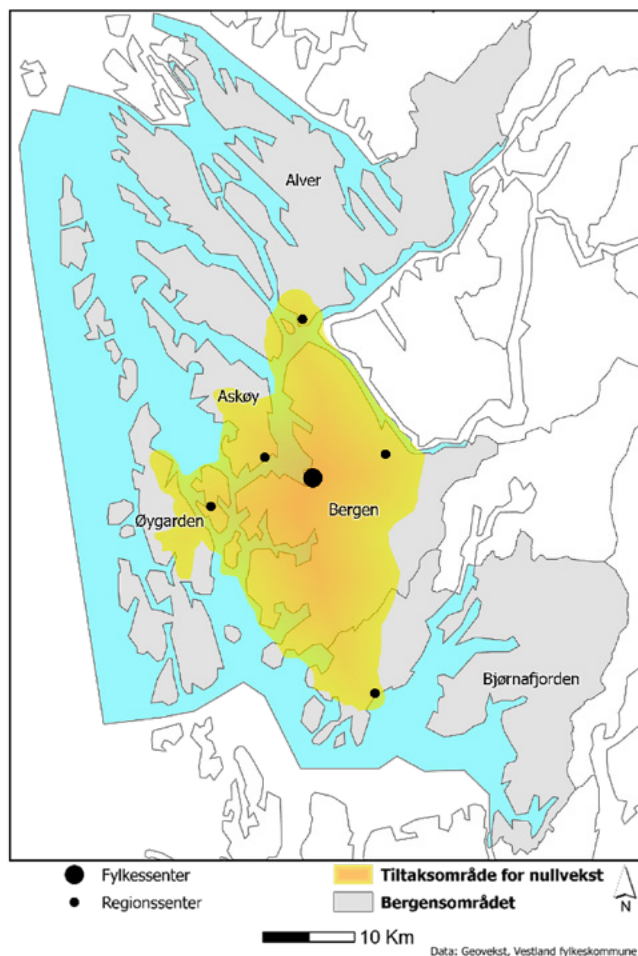 Alver
Askøy
Øygarden
Bergen
Bjørnafjorden
Fylkessenter
Tiltaksområde for nullvekst
Regionssenter
Bergensområdet
N
10 Km
Data: Geovekst, Vestland fylkeskommune